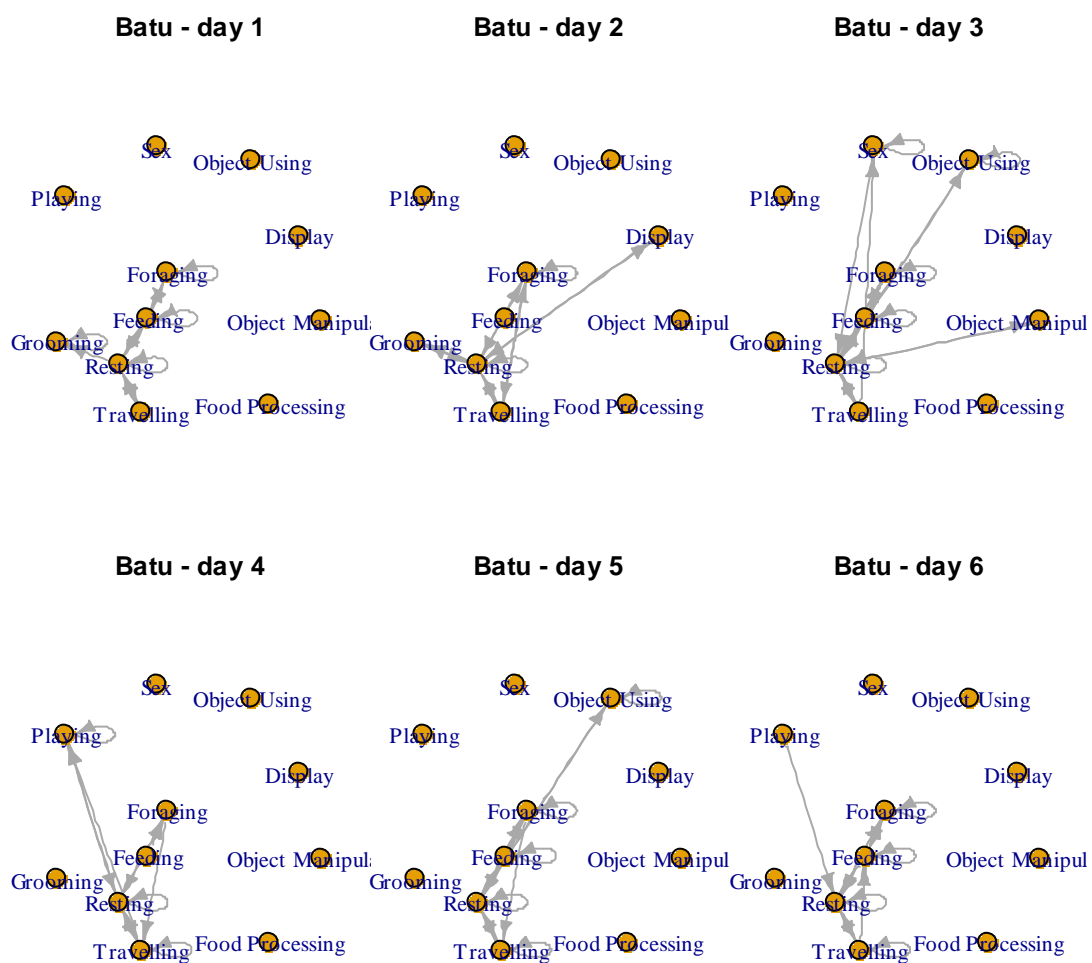 Batu - day 1
Batu - day 2
Batu - day 3
Sex
Object Using
Playing
Display
Foraging
Feeding
Object Manipul
Grooming
Resting
Travelling
Food Processing
Sex
Object Using
Playing
Display
Foraging
Feeding
Object Manipul
Grooming
Resting
Travelling
Food Processing
Sex
Object Using
Playing
Display
Foraging
Feeding
Object Manipul
Grooming
Resting
Travelling
Food Processing
Batu - day 4
Batu - day 5
Batu - day 6
Sex
Object Using
Playing
Display
Foraging
Feeding
Object Manipul
Grooming
Resting
Travelling
Food Processing
Sex
Object Using
Playing
Display
Foraging
Feeding
Object Manipul
Grooming
Resting
Travelling
Food Processing
Sex
Object Using
Playing
Display
Foraging
Feeding
Object Manipul
Grooming
Resting
Travelling
Food Processing